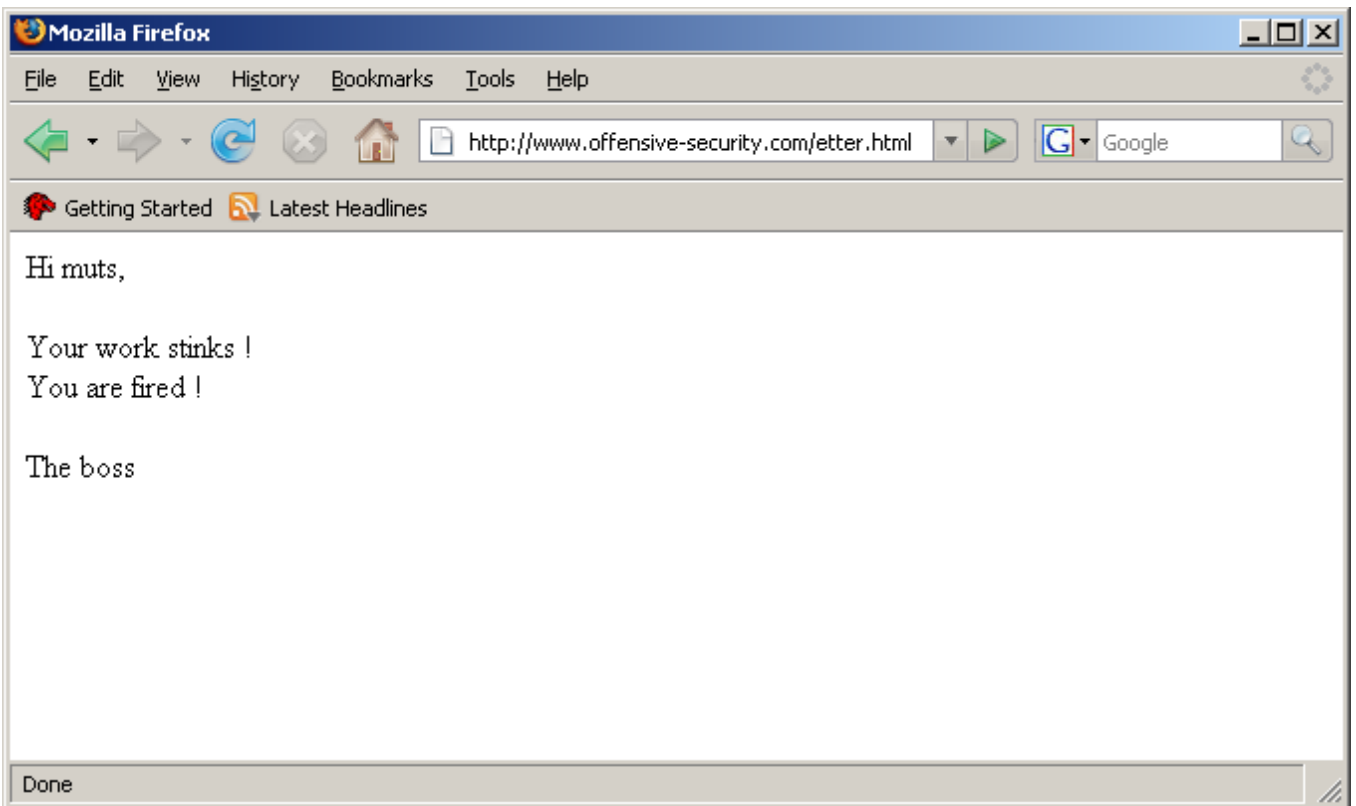 Mozilla Firefox
File Edit View History Bookmarks Tools Help
http://www.offensive-security.com/etter.html G Google
Getting Started Latest Headlines
Hi muts,
Your work stinks !
You are fired !
The boss
Done